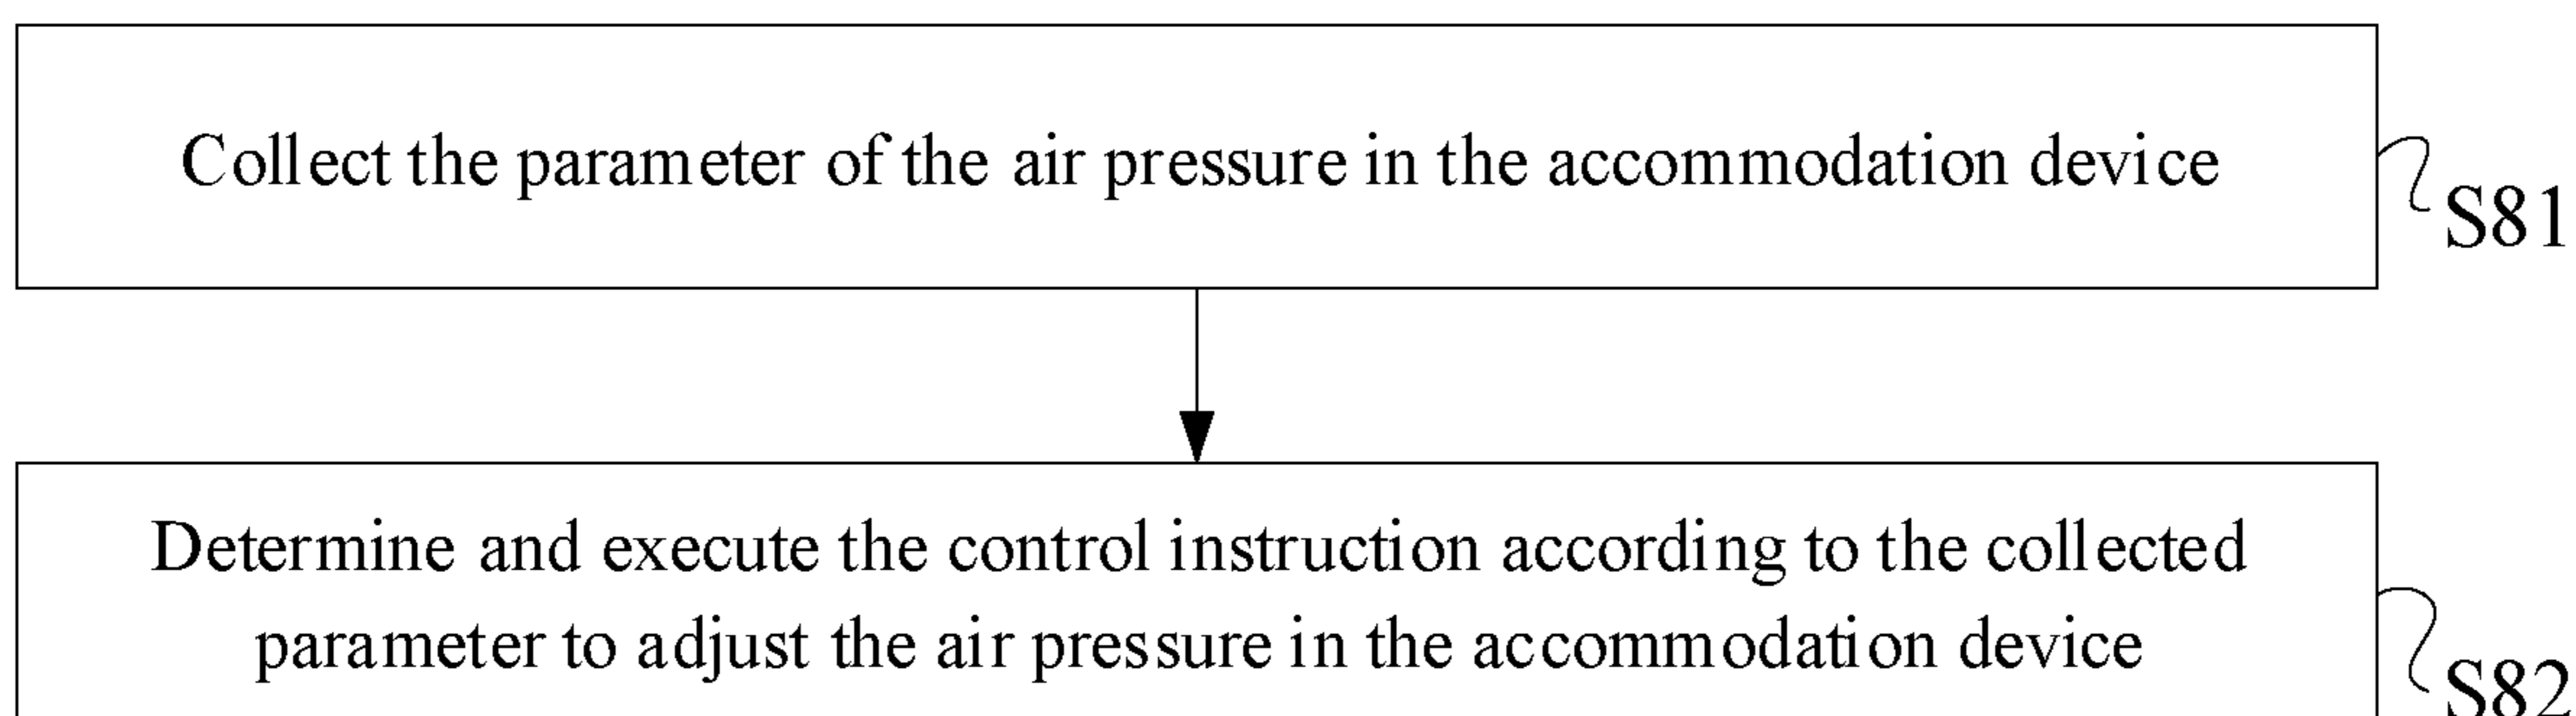 Collect the parameter of the air pressure in the accommodation device
S81
Determine and execute the control instruction according to the collected
parameter to adjust the air pressure in the accommodation device
S82